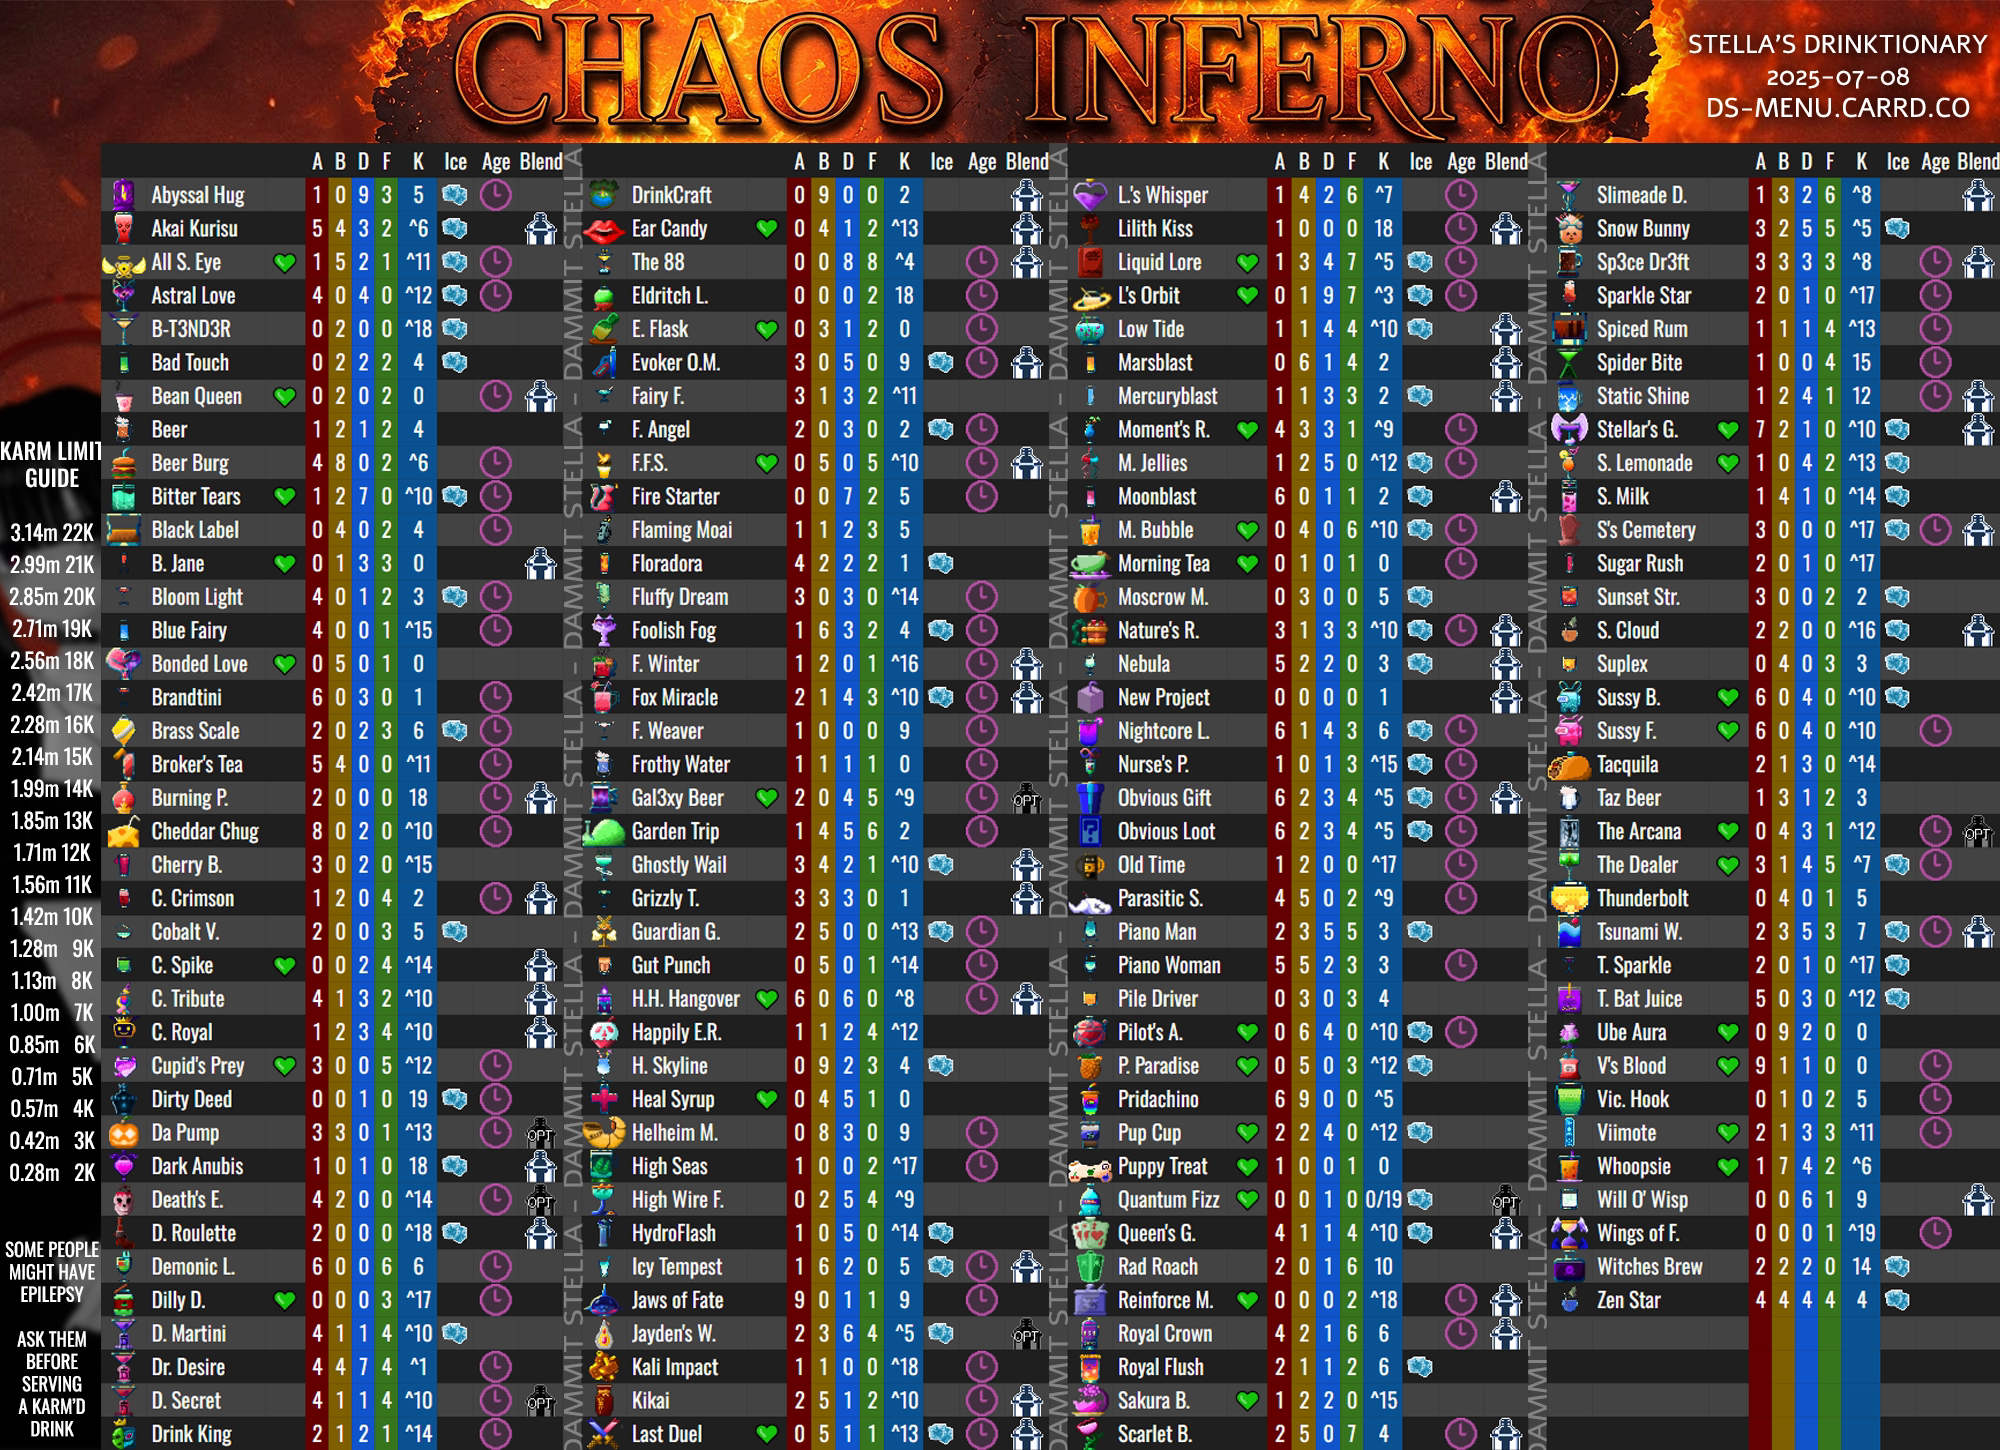 CHAOS INFERNO
STELLA'S DRINKTIONARY
2025-07-08
DS-MENU.CARRD.CO
KARM LIMIT
GUIDE
3.14m 22K
2.99m 21K
2.85m 20K
2.71m 19K
2.56m 18K
2.42m 17K
2.28m 16K
2.14m 15K
1.99m 14K
1.85m 13K
1.71m 12K
1.56m 11K
1.42m 10K
1.28m 9K
1.13m 8K
1.00m 7K
0.85m 6K
0.71m 5K
0.57m 4K
0.42m 3K
0.28m 2K
SOME PEOPLE
MIGHT HAVE
EPILEPSY
ASK THEM
BEFORE
SERVING
A KARM'D
DRINK
A B D F K Ice Age Blend
Abyssal Hug 1 0 9 3 5
Akai Kurisu 5 4 3 2 ^6
All S. Eye 1 5 2 1 ^11
Astral Love 4 0 4 0 ^12
B-T3ND3R 0 2 0 0 ^18
Bad Touch 0 2 2 2 4
Bean Queen 0 2 0 2 0
Beer 1 2 1 2 4
Beer Burg 4 8 0 2 ^6
Bitter Tears 1 2 7 0 ^10
Black Label 0 4 0 2 4
B. Jane 0 1 3 3 0
Bloom Light 4 0 1 2 3
Blue Fairy 4 0 0 1 ^15
Bonded Love 0 5 0 1 0
Brandtini 6 0 3 0 1
Brass Scale 2 0 2 3 6
Broker's Tea 5 4 0 0 ^11
Burning P. 2 0 0 0 18
Cheddar Chug 8 0 2 0 ^10
Cherry B. 3 0 2 0 ^15
C. Crimson 1 2 0 4 2
Cobalt V. 2 0 0 3 5
C. Spike 0 0 2 4 ^14
C. Tribute 4 1 3 2 ^10
C. Royal 1 2 3 4 ^10
Cupid's Prey 3 0 0 5 ^12
Dirty Deed 0 0 1 0 19
Da Pump 3 3 0 1 ^13 OPT
Dark Anubis 1 0 1 0 18
Death's E. 4 2 0 0 ^14 OPT
D. Roulette 2 0 0 0 ^18
Demonic L. 6 0 0 6 6
Dilly D. 0 0 0 3 ^17
D. Martini 4 1 1 4 ^10
Dr. Desire 4 4 7 4 ^1
D. Secret 4 1 1 4 ^10 OPT
Drink King 2 1 2 1 ^14
DAMMIT STELLA - DAMMIT STELLA - DAMMIT STELLA - DAMMIT STELLA
A B D F K Ice Age Blend
DrinkCraft 0 9 0 0 2
Ear Candy 0 4 1 2 ^13
The 88 0 0 8 8 ^4
Eldritch L. 0 0 0 2 18
E. Flask 0 3 1 2 0
Evoker O.M. 3 0 5 0 9
Fairy F. 3 1 3 2 ^11
F. Angel 2 0 3 0 2
F.F.S. 0 5 0 5 ^10
Fire Starter 0 0 7 2 5
Flaming Moai 1 1 2 3 5
Floradora 4 2 2 2 1
Fluffy Dream 3 0 3 0 ^14
Foolish Fog 1 6 3 2 4
F. Winter 1 2 0 1 ^16
Fox Miracle 2 1 4 3 ^10
F. Weaver 1 0 0 0 9
Frothy Water 1 1 1 1 0
Gal3xy Beer 2 0 4 5 ^9 OPT
Garden Trip 1 4 5 6 2
Ghostly Wail 3 4 2 1 ^10
Grizzly T. 3 3 3 0 1
Guardian G. 2 5 0 0 ^13
Gut Punch 0 5 0 1 ^14
H.H. Hangover 6 0 6 0 ^8
Happily E.R. 1 1 2 4 ^12
H. Skyline 0 9 2 3 4
Heal Syrup 0 4 5 1 0
Helheim M. 0 8 3 0 9
High Seas 1 0 0 2 ^17
High Wire F. 0 2 5 4 ^9
HydroFlash 1 0 5 0 ^14
Icy Tempest 1 6 2 0 5
Jaws of Fate 9 0 1 1 9
Jayden's W. 2 3 6 4 ^5 OPT
Kali Impact 1 1 0 0 ^18
Kikai 2 5 1 2 ^10
Last Duel 0 5 1 1 ^13
DAMMIT STELLA - DAMMIT STELLA - DAMMIT STELLA - DAMMIT STELLA
A B D F K Ice Age Blend
L.'s Whisper 1 4 2 6 ^7
Lilith Kiss 1 0 0 0 18
Liquid Lore 1 3 4 7 ^5
L's Orbit 0 1 9 7 ^3
Low Tide 1 1 4 4 ^10
Marsblast 0 6 1 4 2
Mercuryblast 1 1 3 3 2
Moment's R. 4 3 3 1 ^9
M. Jellies 1 2 5 0 ^12
Moonblast 6 0 1 1 2
M. Bubble 0 4 0 6 ^10
Morning Tea 0 1 0 1 0
Moscrow M. 0 3 0 0 5
Nature's R. 3 1 3 3 ^10
Nebula 5 2 2 0 3
New Project 0 0 0 0 1
Nightcore L. 6 1 4 3 6
Nurse's P. 1 0 1 3 ^15
Obvious Gift 6 2 3 4 ^5
Obvious Loot 6 2 3 4 ^5
Old Time 1 2 0 0 ^17
Parasitic S. 4 5 0 2 ^9
Piano Man 2 3 5 5 3
Piano Woman 5 5 2 3 3
Pile Driver 0 3 0 3 4
Pilot's A. 0 6 4 0 ^10
P. Paradise 0 5 0 3 ^12
Pridachino 6 9 0 0 ^5
Pup Cup 2 2 4 0 ^12
Puppy Treat 1 0 0 1 0
Quantum Fizz 0 0 1 0 0/19 OPT
Queen's G. 4 1 1 4 ^10
Rad Roach 2 0 1 6 10
Reinforce M. 0 0 0 2 ^18
Royal Crown 4 2 1 6 6
Royal Flush 2 1 1 2 6
Sakura B. 1 2 2 0 ^15
Scarlet B. 2 5 0 7 4
DAMMIT STELLA - DAMMIT STELLA - DAMMIT STELLA - DAMMIT STELLA
A B D F K Ice Age Blend
Slimeade D. 1 3 2 6 ^8
Snow Bunny 3 2 5 5 ^5
Sp3ce Dr3ft 3 3 3 3 ^8
Sparkle Star 2 0 1 0 ^17
Spiced Rum 1 1 1 4 ^13
Spider Bite 1 0 0 4 15
Static Shine 1 2 4 1 12
Stellar's G. 7 2 1 0 ^10
S. Lemonade 1 0 4 2 ^13
S. Milk 1 4 1 0 ^14
S's Cemetery 3 0 0 0 ^17
Sugar Rush 2 0 1 0 ^17
Sunset Str. 3 0 0 2 2
S. Cloud 2 2 0 0 ^16
Suplex 0 4 0 3 3
Sussy B. 6 0 4 0 ^10
Sussy F. 6 0 4 0 ^10
Tacquila 2 1 3 0 ^14
Taz Beer 1 3 1 2 3
The Arcana 0 4 3 1 ^12 OPT
The Dealer 3 1 4 5 ^7
Thunderbolt 0 4 0 1 5
Tsunami W. 2 3 5 3 7
T. Sparkle 2 0 1 0 ^17
T. Bat Juice 5 0 3 0 ^12
Ube Aura 0 9 2 0 0
V's Blood 9 1 1 0 0
Vic. Hook 0 1 0 2 5
Viimote 2 1 3 3 ^11
Whoopsie 1 7 4 2 ^6
Will O' Wisp 0 0 6 1 9
Wings of F. 0 0 0 1 ^19
Witches Brew 2 2 2 0 14
Zen Star 4 4 4 4 4